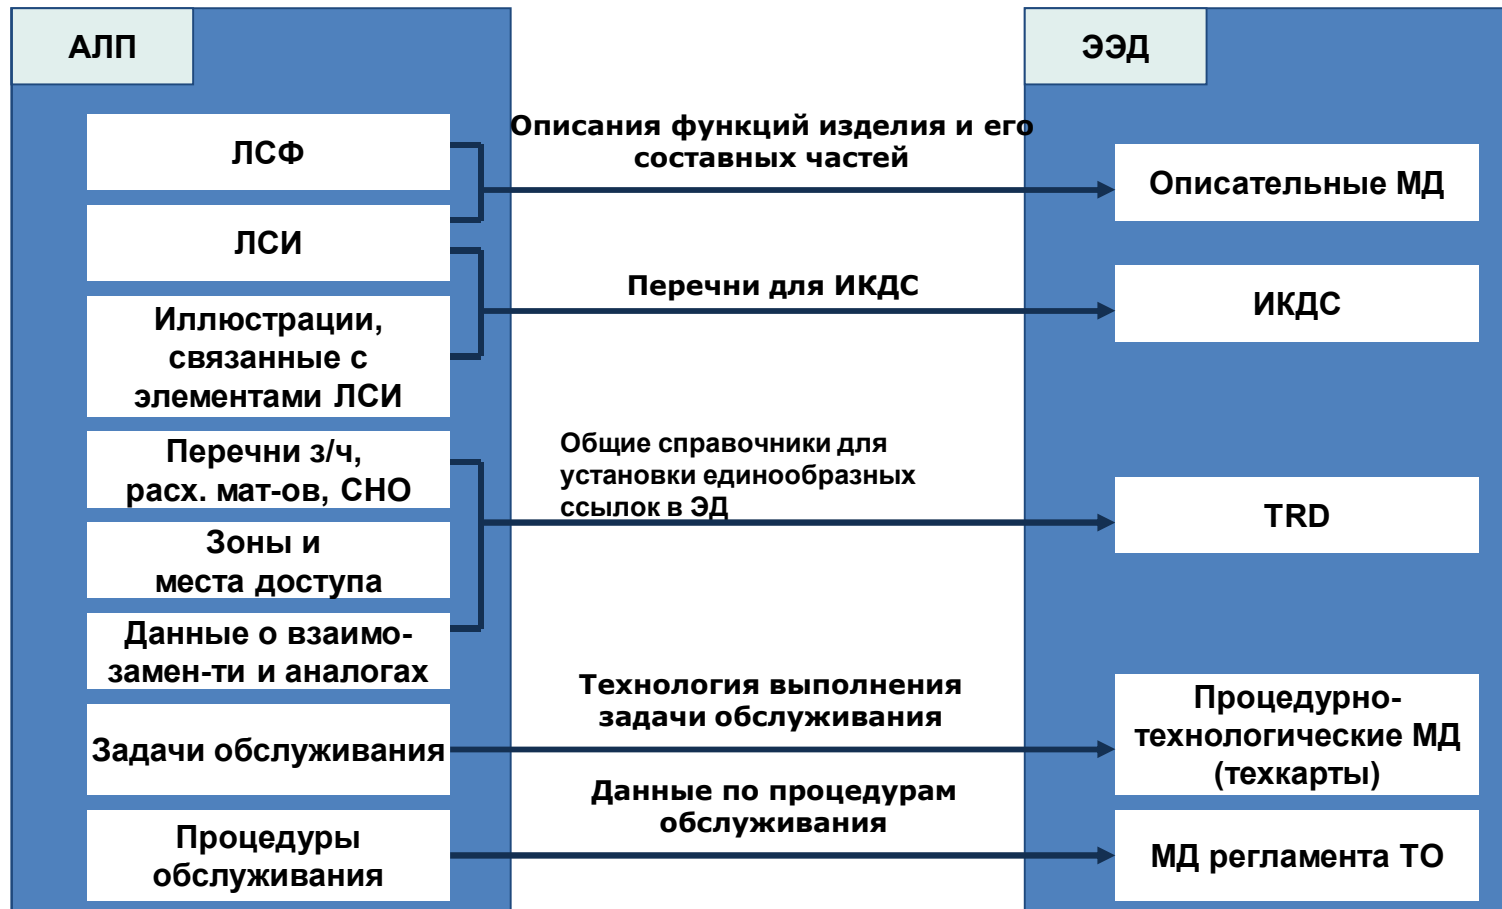 АЛП
ЭЭД
ЛСФ
Описания функций изделия и его
составных частей
Описательные МД
ЛСИ
Перечни для ИКДС
ИКДС
Иллюстрации,
связанные с
элементами ЛСИ
Перечни з/ч,
расх. мат-ов, СНО
Общие справочники для
установки единообразных
ссылок в ЭД
TRD
Зоны и
места доступа
Данные о взаимо-
замен-ти и аналогах
Технология выполнения
задачи обслуживания
Задачи обслуживания
Процедурно-
технологические МД
(техкарты)
Данные по процедурам
обслуживания
Процедуры
обслуживания
МД регламента ТО